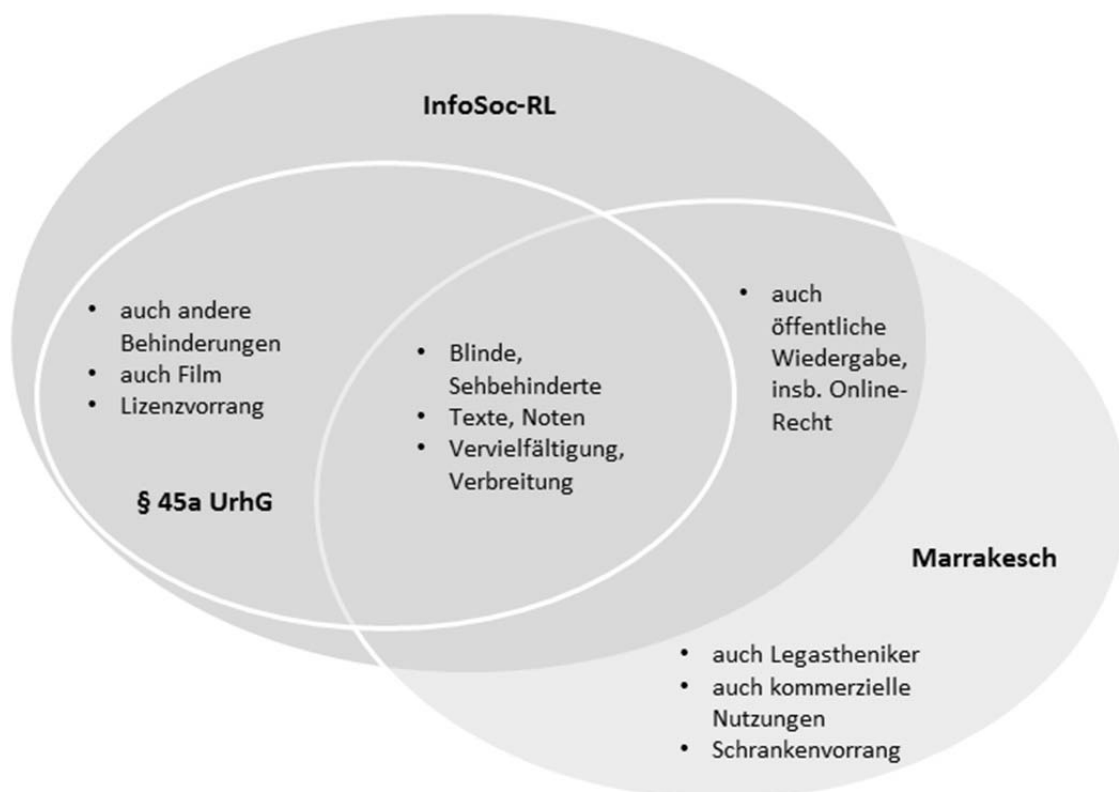 InfoSoc-RL
• auch andere
Behinderungen
• auch Film
• Lizenzvorrang
§ 45a UrhG
• Blinde,
Sehbehinderte
• Texte, Noten
• Vervielfältigung,
Verbreitung
• auch
öffentliche
Wiedergabe,
insb. Online-
Recht
Marrakesch
• auch Legastheniker
• auch kommerzielle
Nutzungen
• Schrankenvorrang